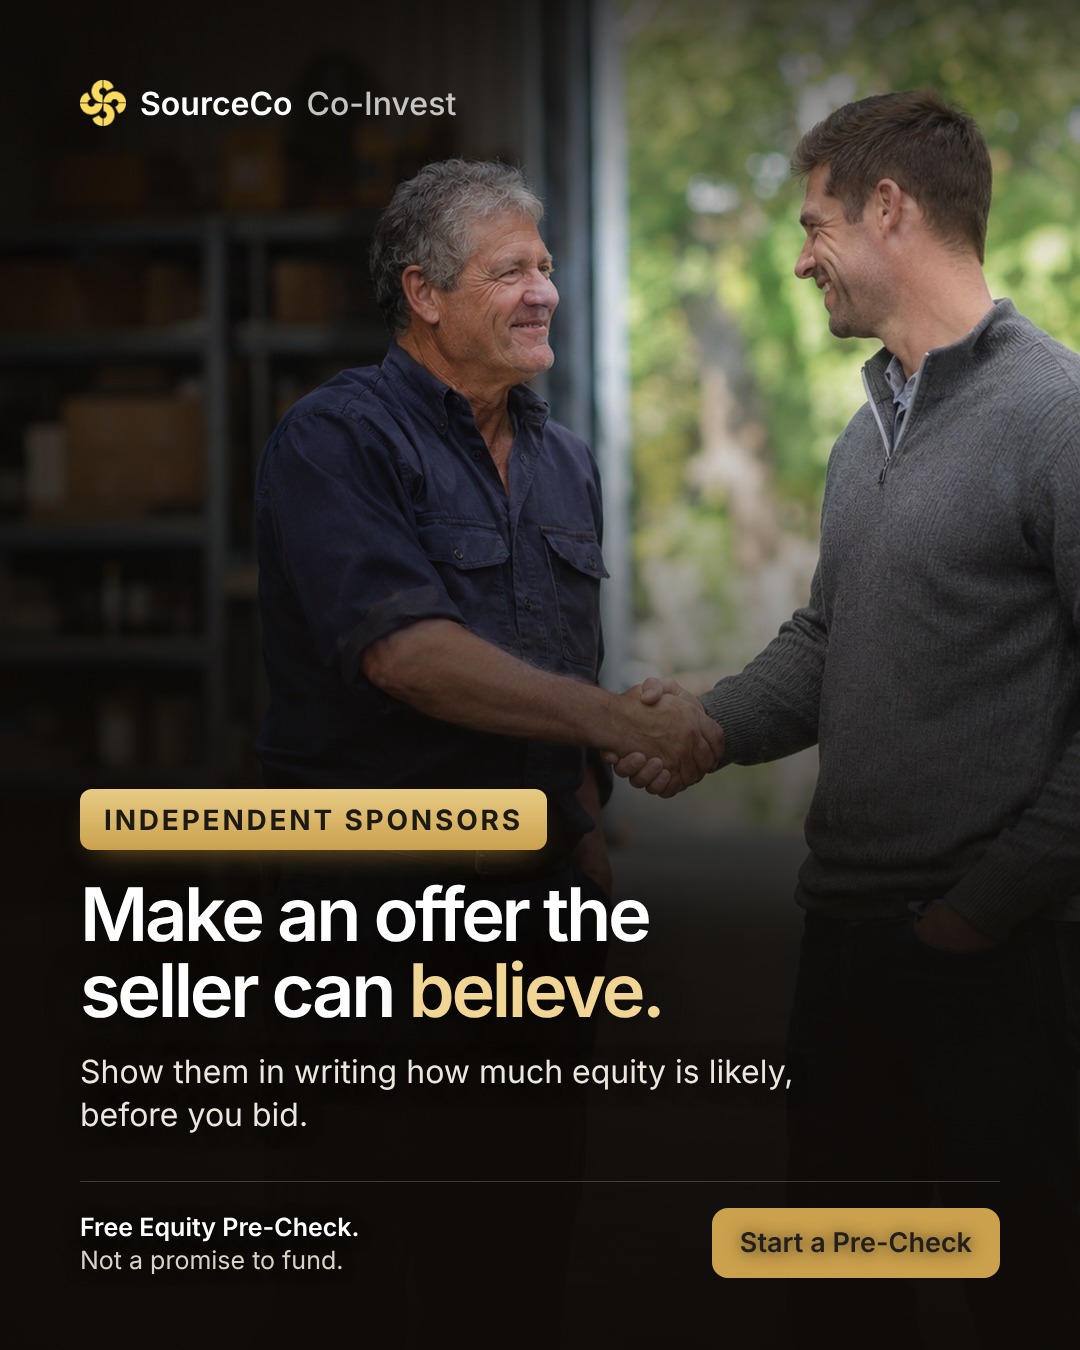 SourceCo Co-Invest
INDEPENDENT SPONSORS
Make an offer the
seller can believe.
Show them in writing how much equity is likely,
before you bid.
Free Equity Pre-Check.
Not a promise to fund.
Start a Pre-Check